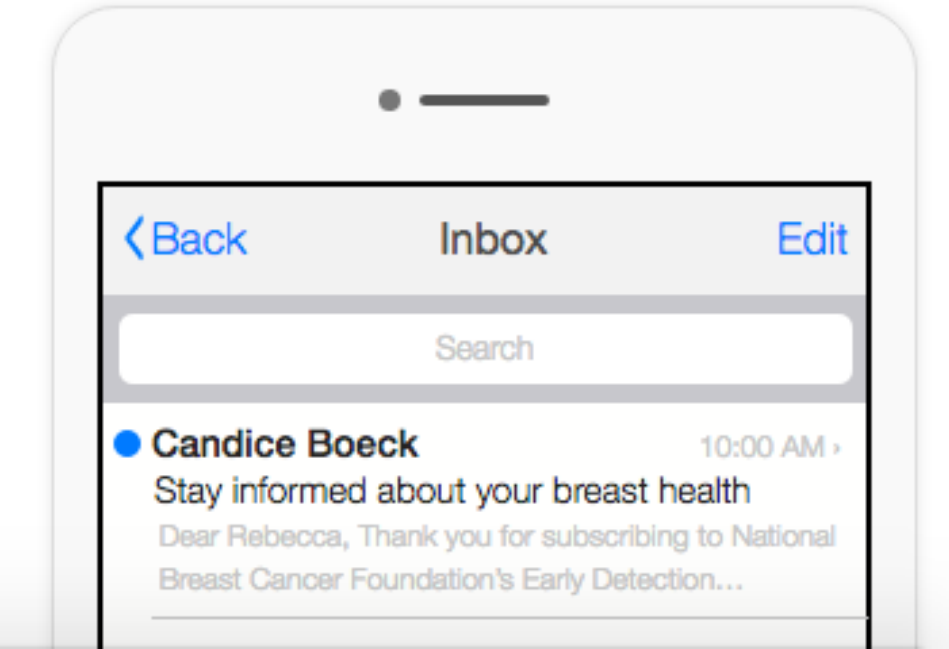 Back
Inbox
Edit
Search
Candice Boeck
10:00 AM ›
Stay informed about your breast health
Dear Rebecca, Thank you for subscribing to National
Breast Cancer Foundation's Early Detection...